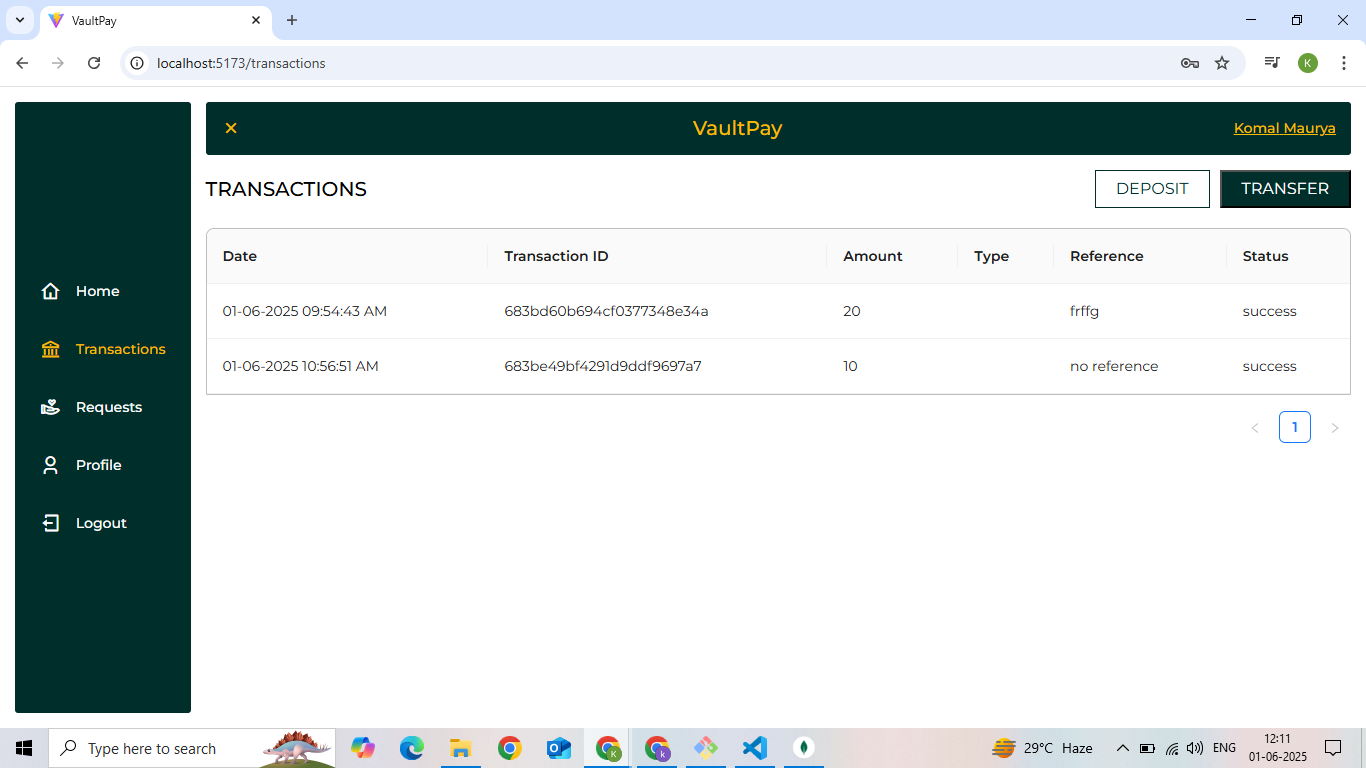 VaultPay
localhost:5173/transactions
K
VaultPay
Komal Maurya
TRANSACTIONS
DEPOSIT
TRANSFER
Date Transaction ID Amount Type Reference Status
01-06-2025 09:54:43 AM 683bd60b694cf0377348e34a 20 frffg success
01-06-2025 10:56:51 AM 683be49bf4291d9ddf9697a7 10 no reference success
1
Home
Transactions
Requests
Profile
Logout
Type here to search
K
k
29°C Haze
ENG
12:11
01-06-2025